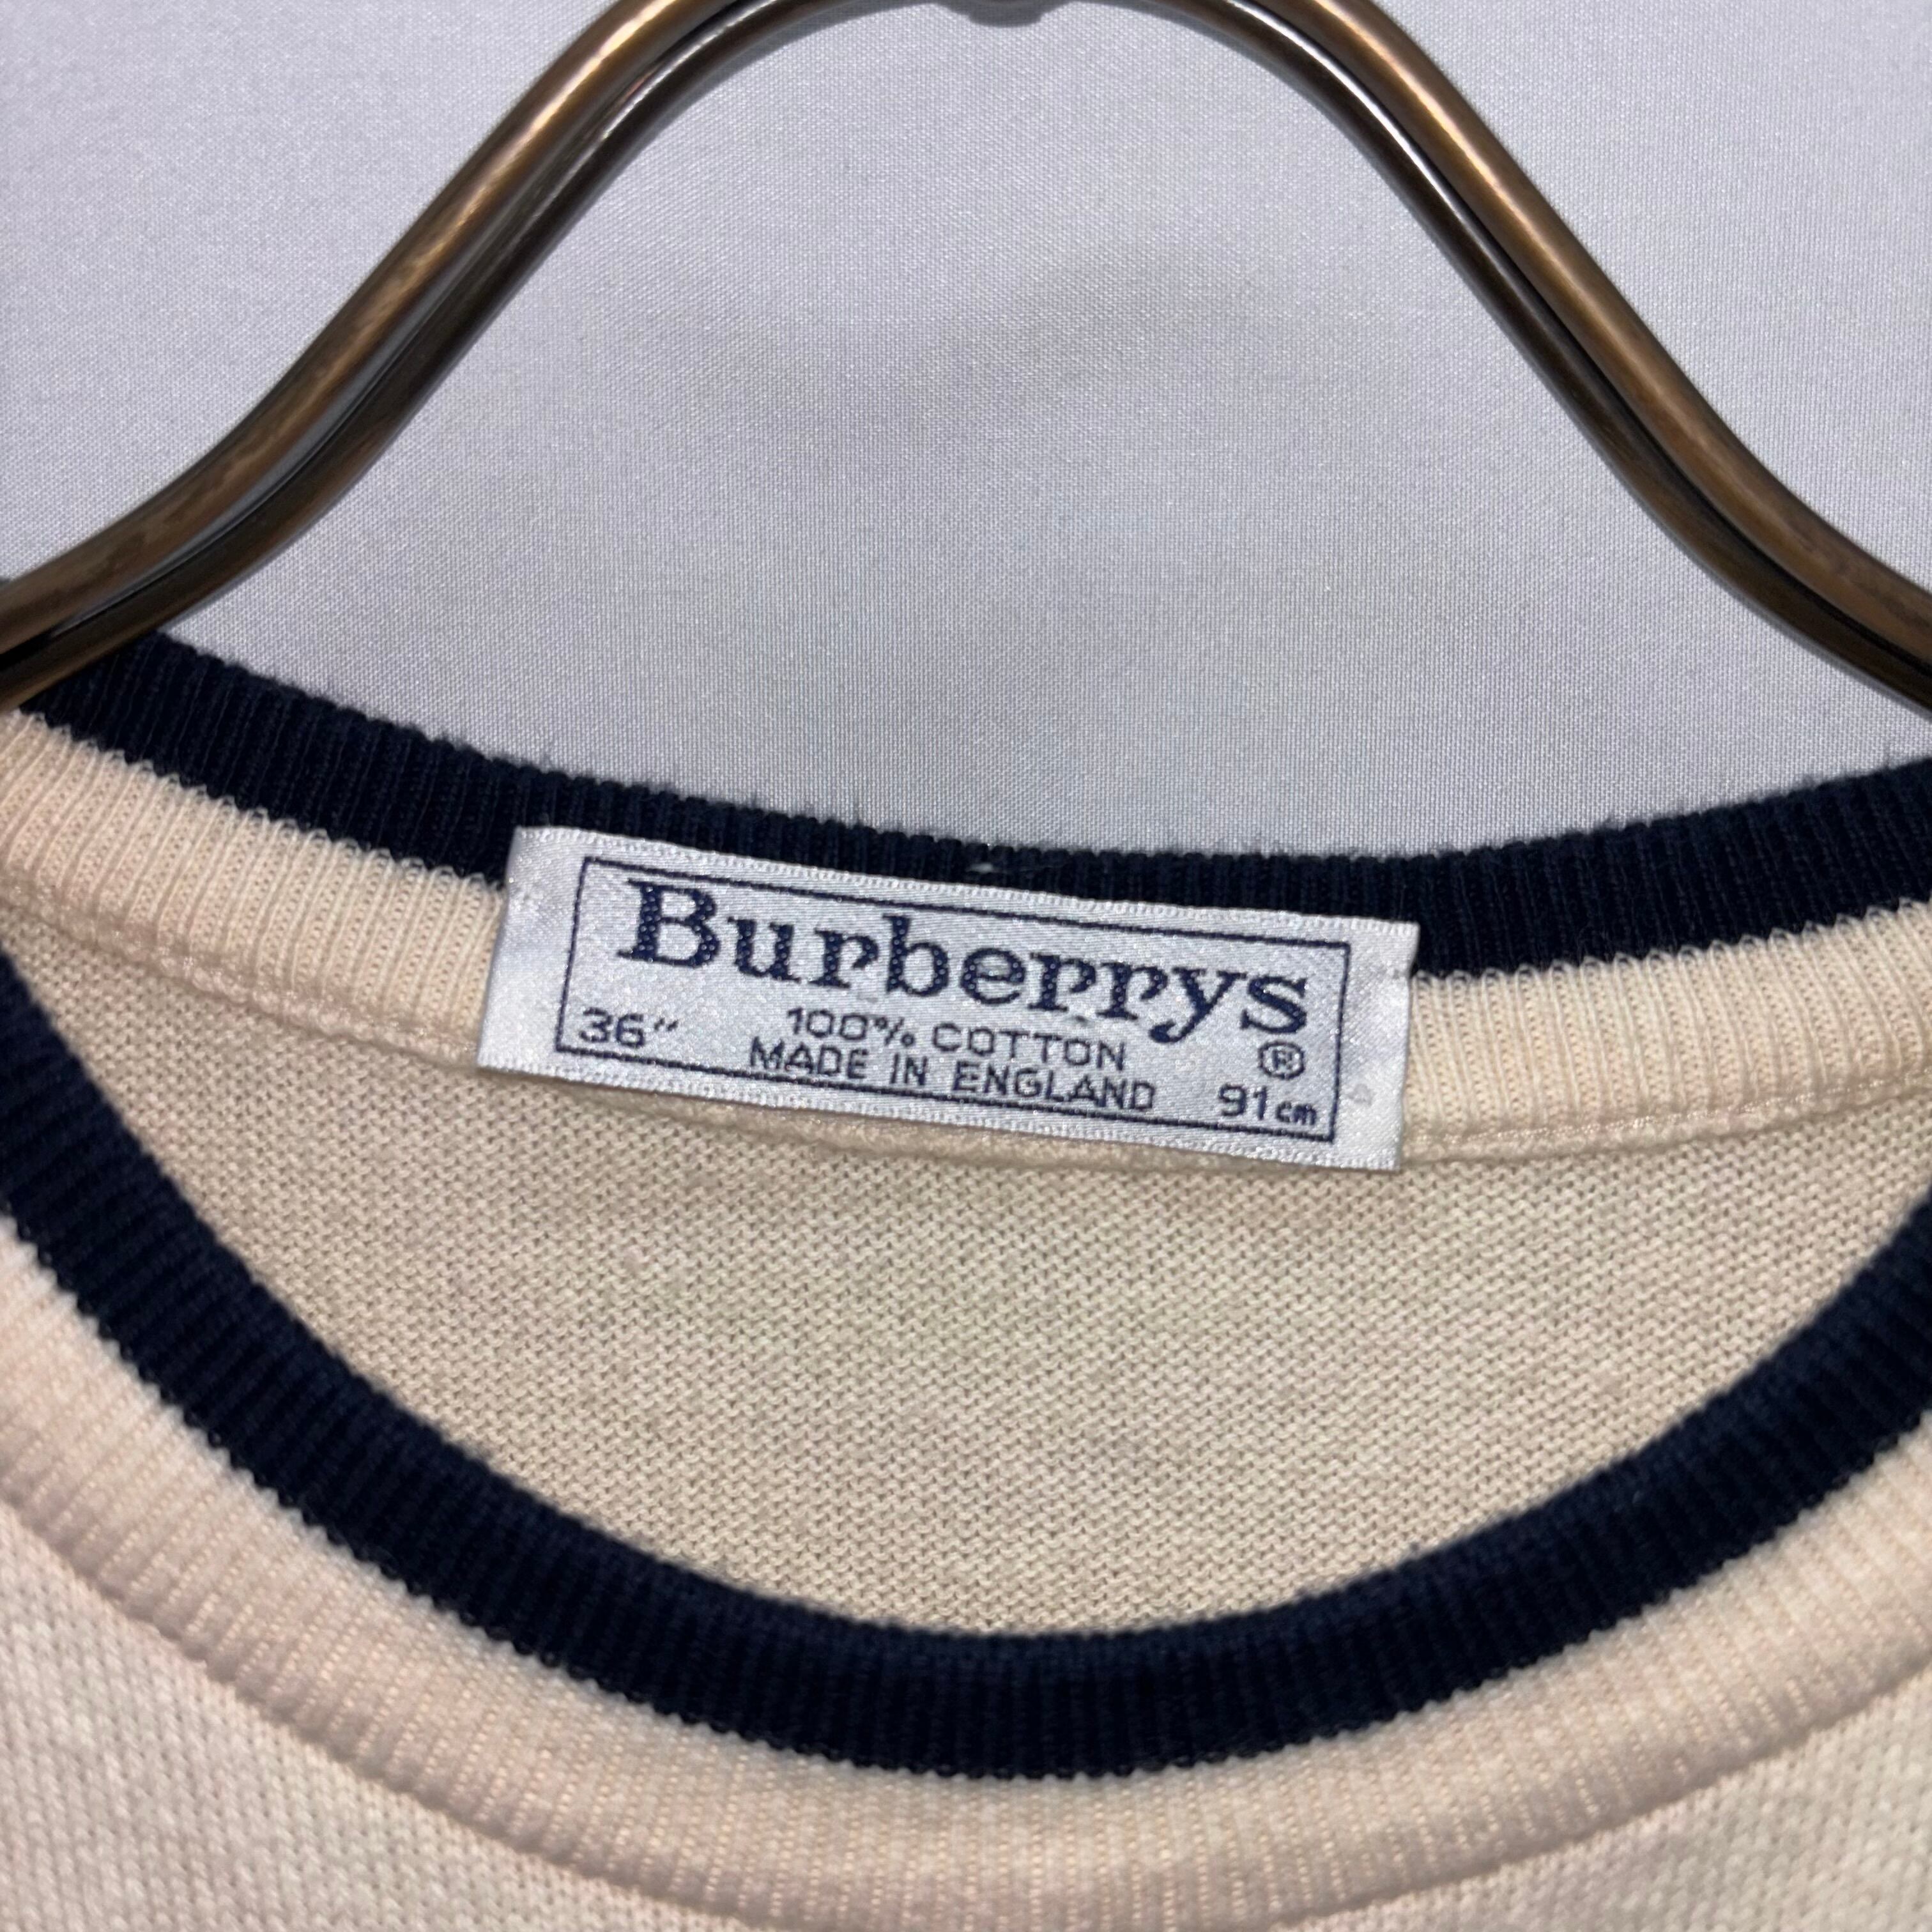 Burberrys
®
36" 100% COTTON
MADE IN ENGLAND 91cm